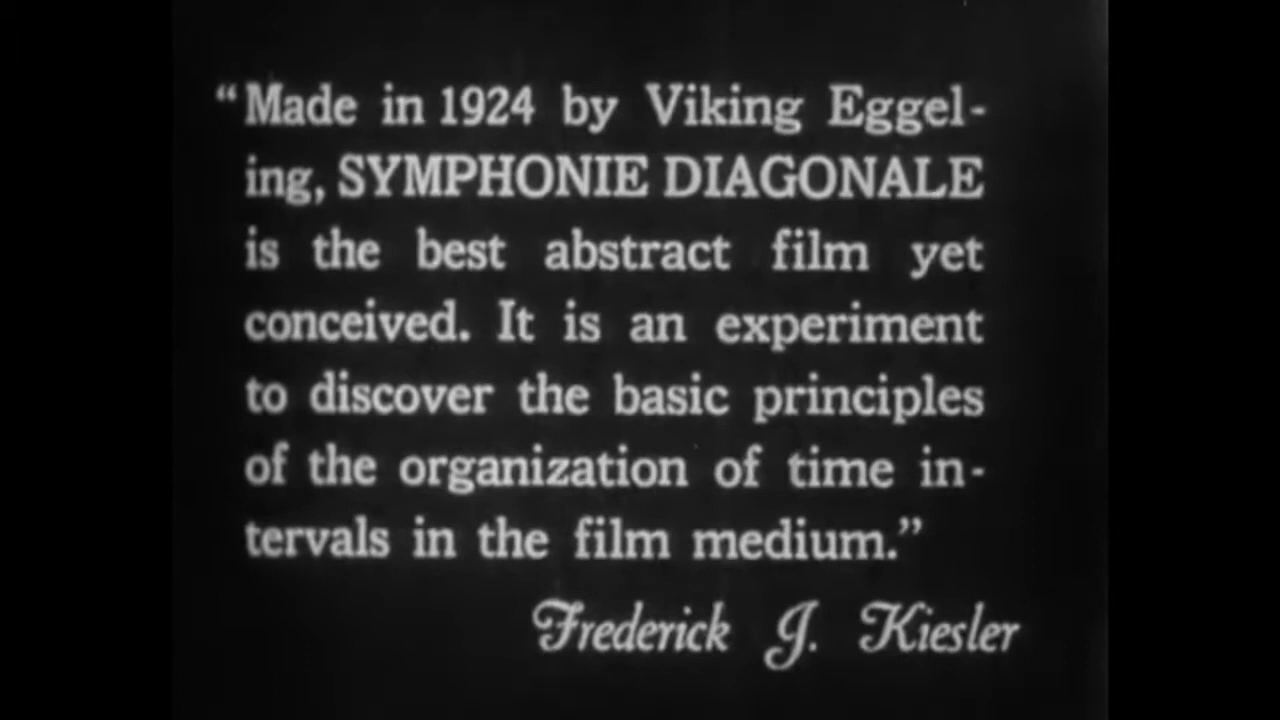 “Made in 1924 by Viking Eggel-
ing, SYMPHONIE DIAGONALE
is the best abstract film yet
conceived. It is an experiment
to discover the basic principles
of the organization of time in-
tervals in the film medium.”
Frederick J. Kiesler